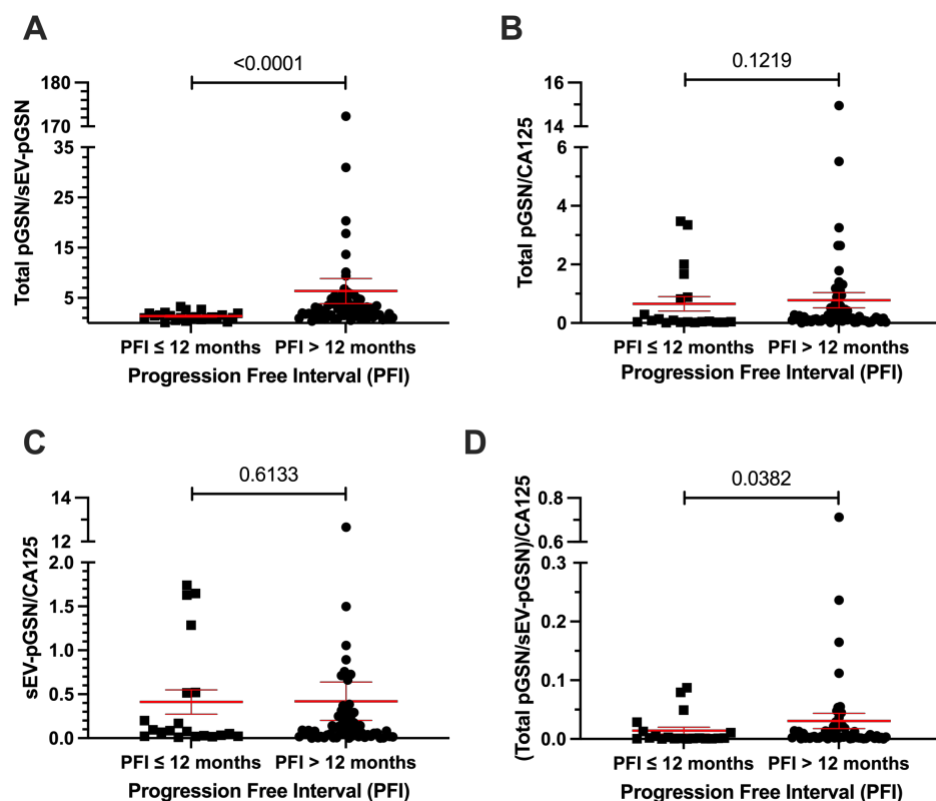 A
<0.0001
Total pGSN/sEV-pGSN
180
170
35
25
15
5
PFI ≤ 12 months
PFI > 12 months
Progression Free Interval (PFI)
B
0.1219
Total pGSN/CA125
16
14
6
4
2
0
PFI ≤ 12 months
PFI > 12 months
Progression Free Interval (PFI)
C
0.6133
sEV-pGSN/CA125
14
12
2.0
1.5
1.0
0.5
0.0
PFI ≤ 12 months
PFI > 12 months
Progression Free Interval (PFI)
D
0.0382
(Total pGSN/sEV-pGSN)/CA125
0.8
0.6
0.3
0.2
0.1
0.0
PFI ≤ 12 months
PFI > 12 months
Progression Free Interval (PFI)